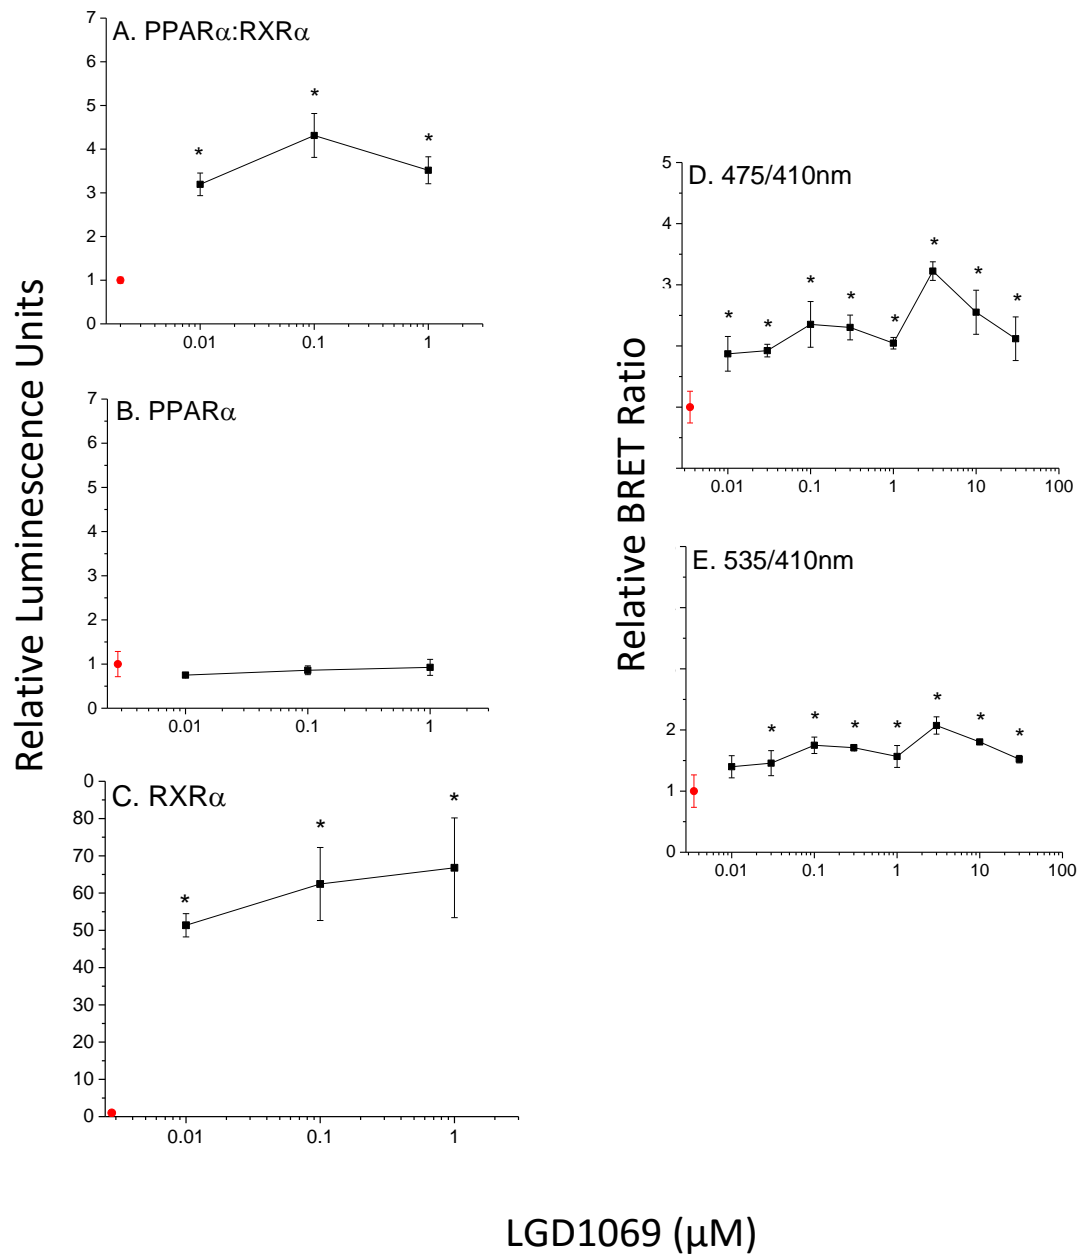 Relative Luminescence Units
A. PPARα:RXRα
7
6
5
4
3
2
1
0
* * *
0.01 0.1 1
B. PPARα
7
6
5
4
3
2
1
0
0.01 0.1 1
C. RXRα
0
80
70
60
50
40
30
20
10
0
* * *
0.01 0.1 1
Relative BRET Ratio
D. 475/410nm
5
4
3
* * * * * * * *
0.01 0.1 1 10 100
E. 535/410nm
2
1
0
* * * * * * *
0.01 0.1 1 10 100
LGD1069 (µM)